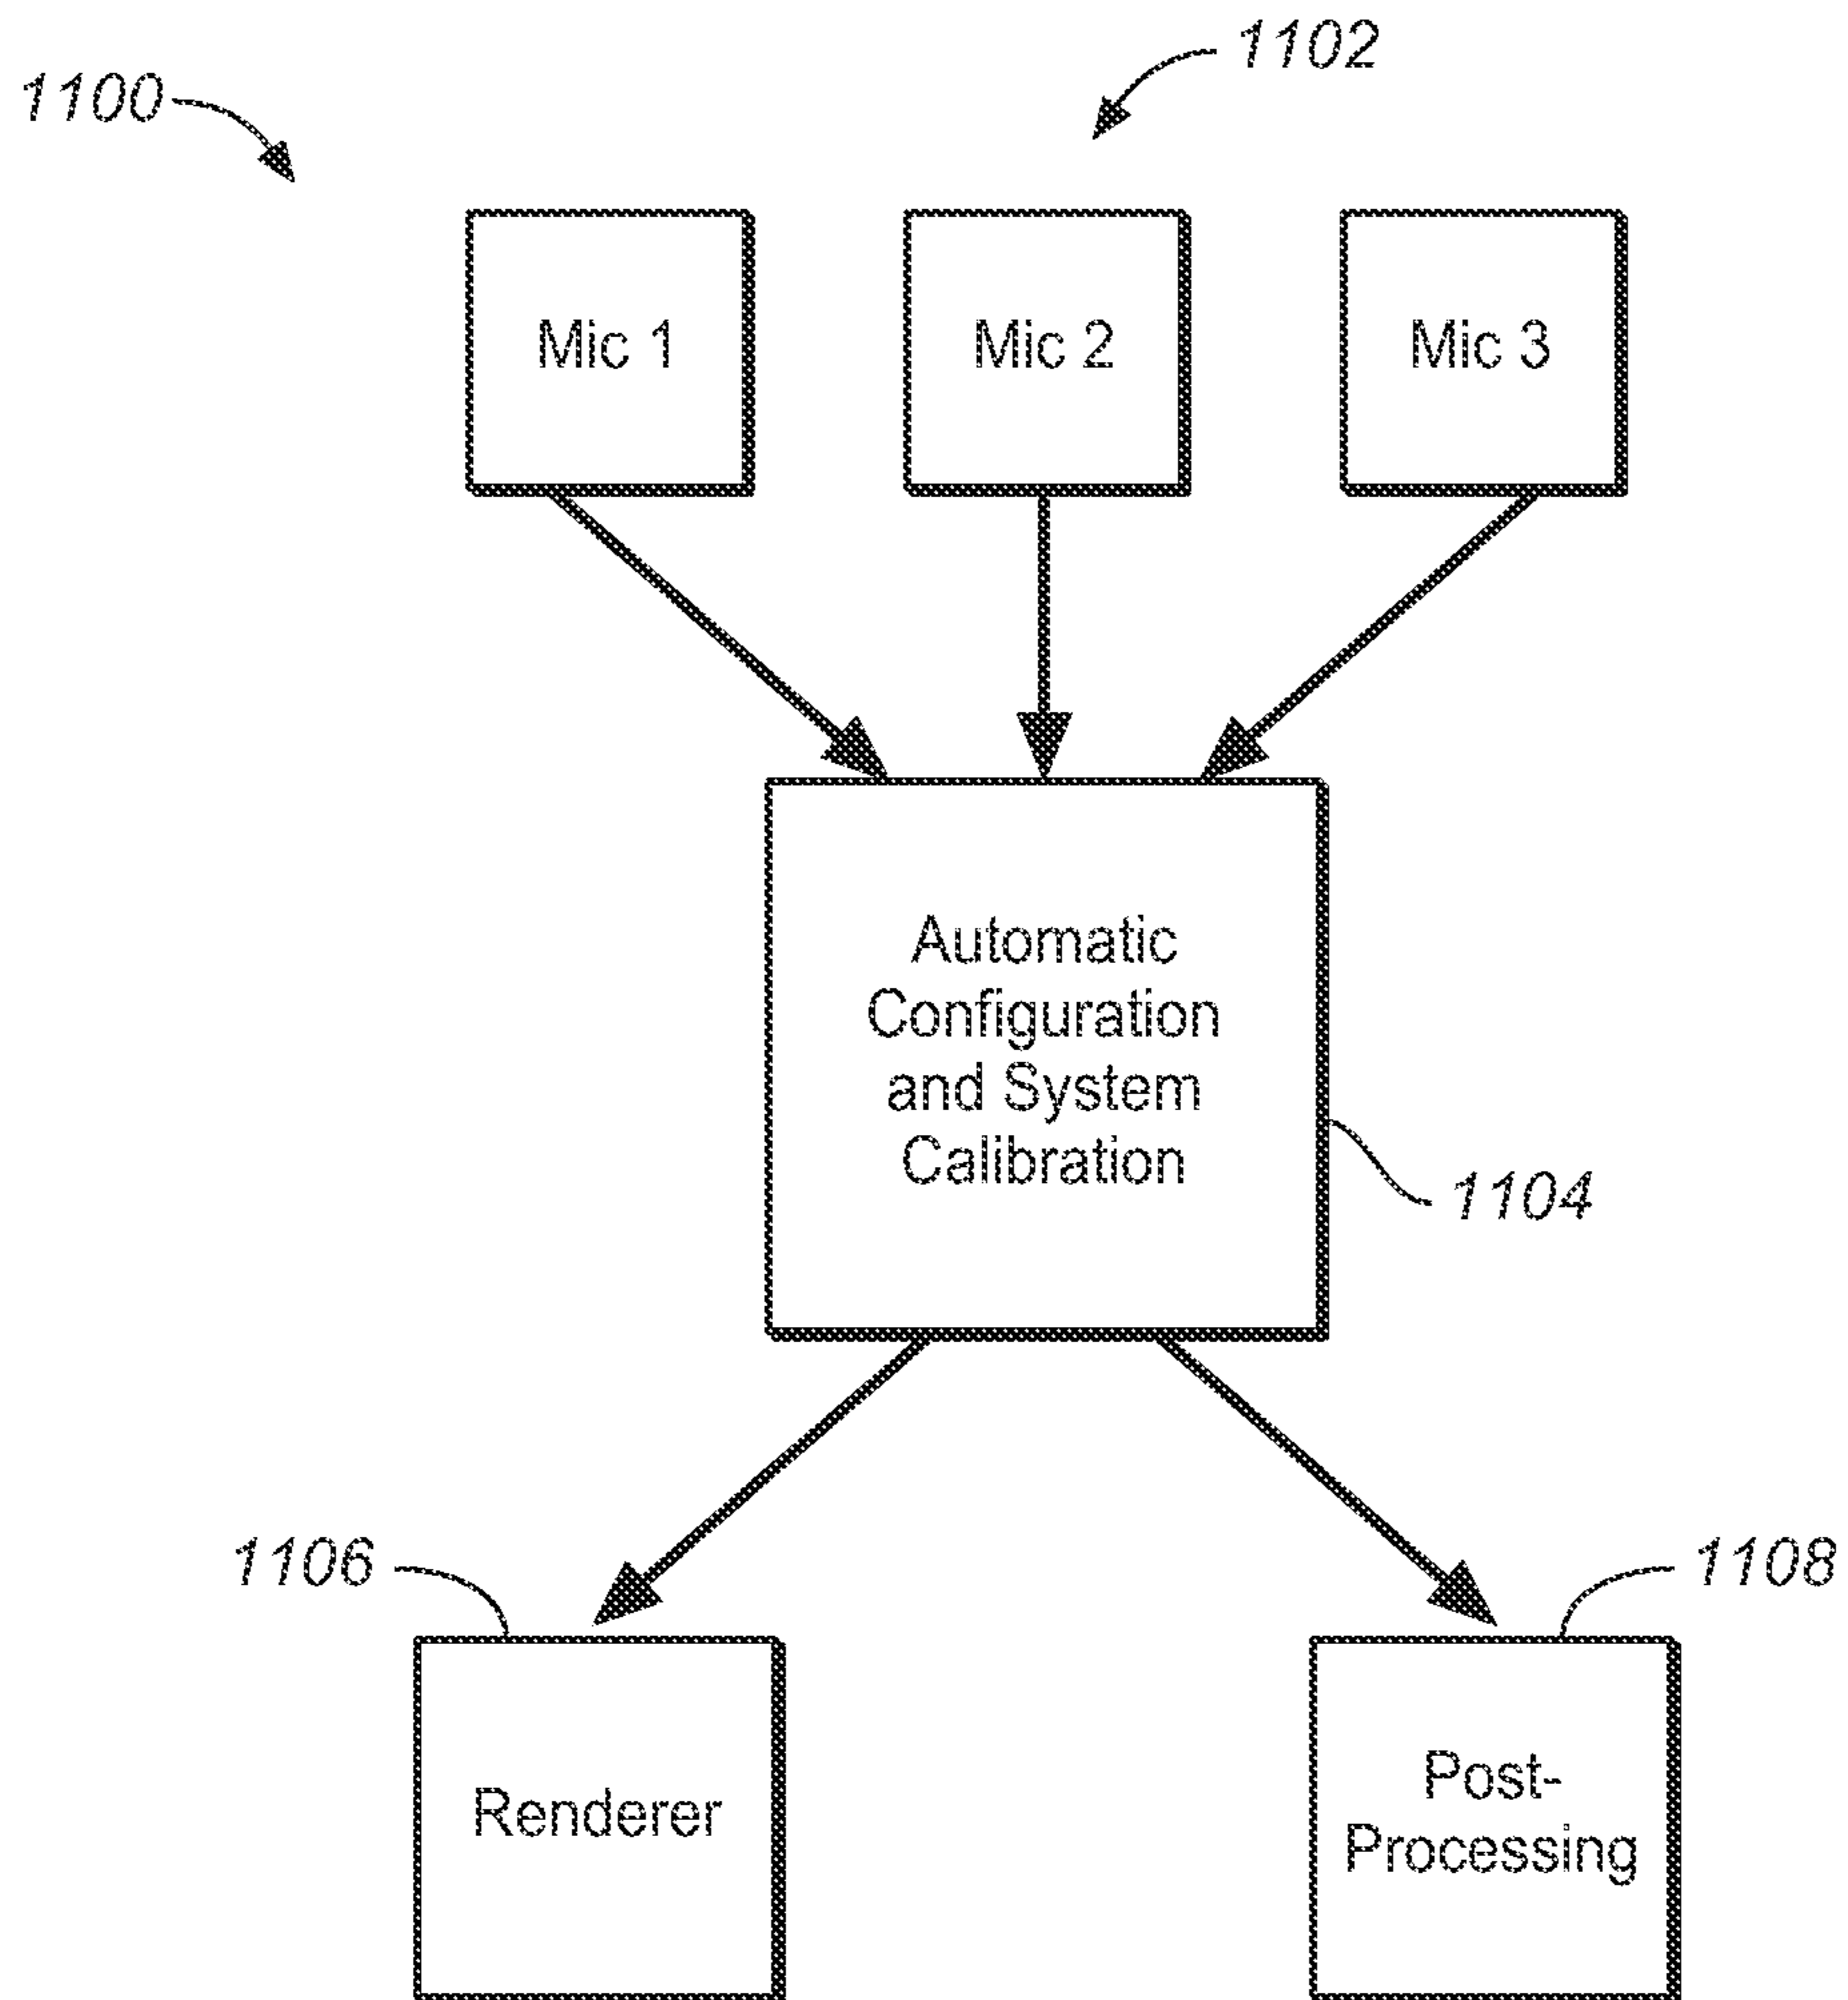 1102
1100
Mic 1
Mic 2
Mic 3
Automatic
Configuration
and System
Calibration
1104
1106
1108
Renderer
Post-
Processing